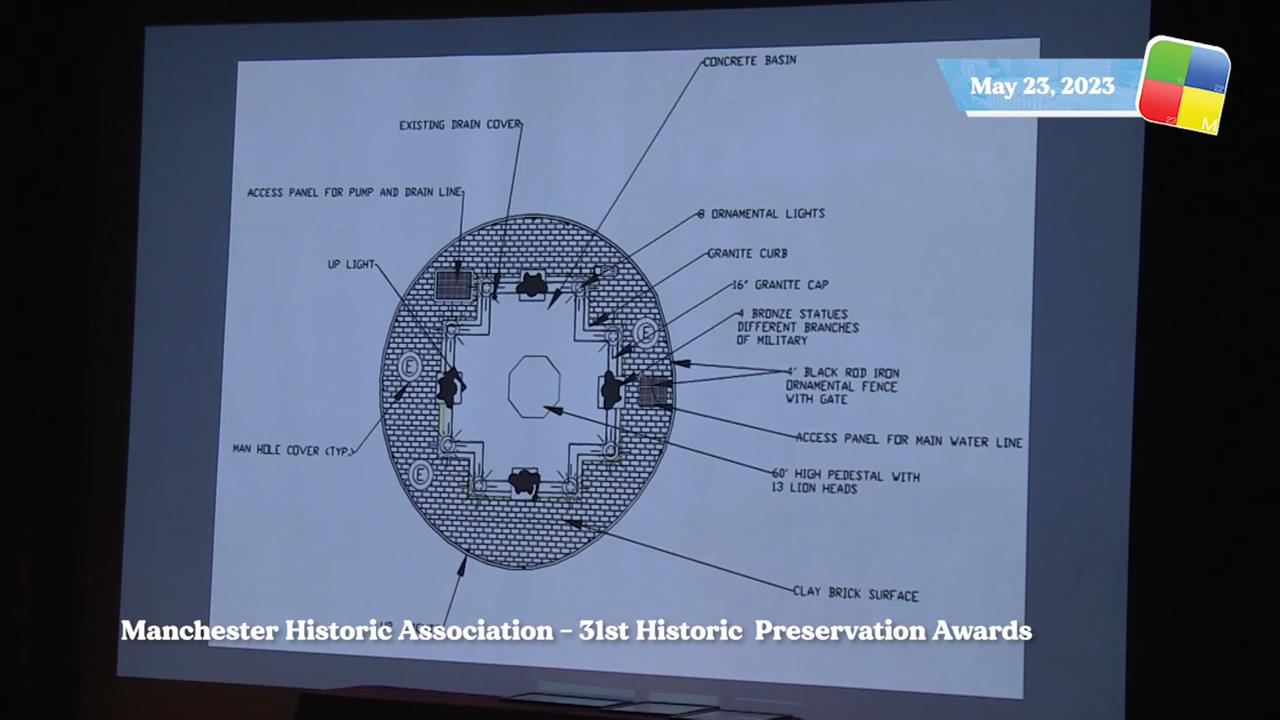 CONCRETE BASIN
May 23, 2023
22
23
M
EXISTING DRAIN COVER
ACCESS PANEL FOR PUMP AND DRAIN LINE
8 ORNAMENTAL LIGHTS
GRANITE CURB
UP LIGHT
16" GRANITE CAP
4 BRONZE STATUES
DIFFERENT BRANCHES
OF MILITARY
E
E
4' BLACK ROD IRON
ORNAMENTAL FENCE
WITH GATE
ACCESS PANEL FOR MAIN WATER LINE
MAN HOLE COVER (TYP.)
E
60' HIGH PEDESTAL WITH
13 LION HEADS
CLAY BRICK SURFACE
Manchester Historic Association – 31st Historic Preservation Awards